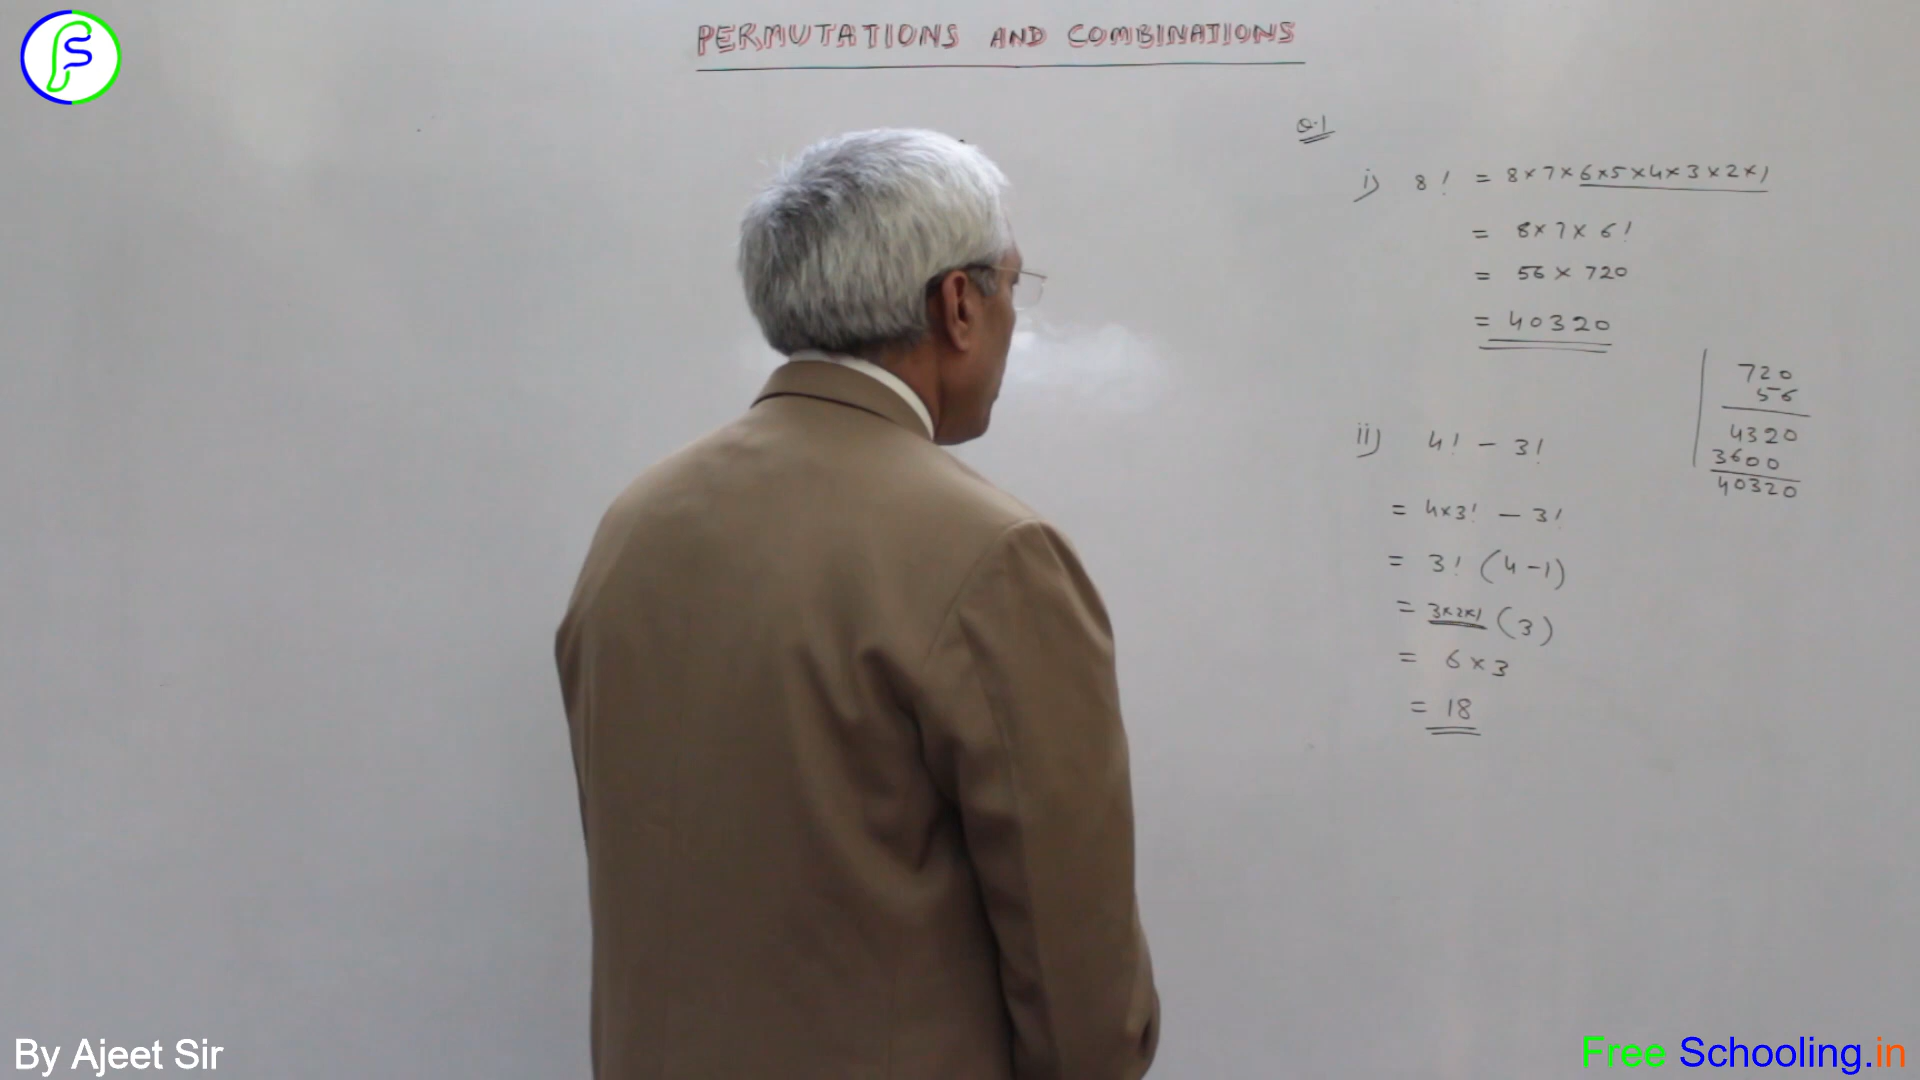 PERMUTATIONS AND COMBINATIONS
Q.1
i) 8! = 8×7×6×5×4×3×2×1
= 8×7×6!
= 56×720
= 40320
720
56
4320
3600
40320
ii) 4! - 3!
= 4×3! - 3!
= 3! (4-1)
= 3×2×1 (3)
= 6×3
= 18
By Ajeet Sir
Free Schooling.in